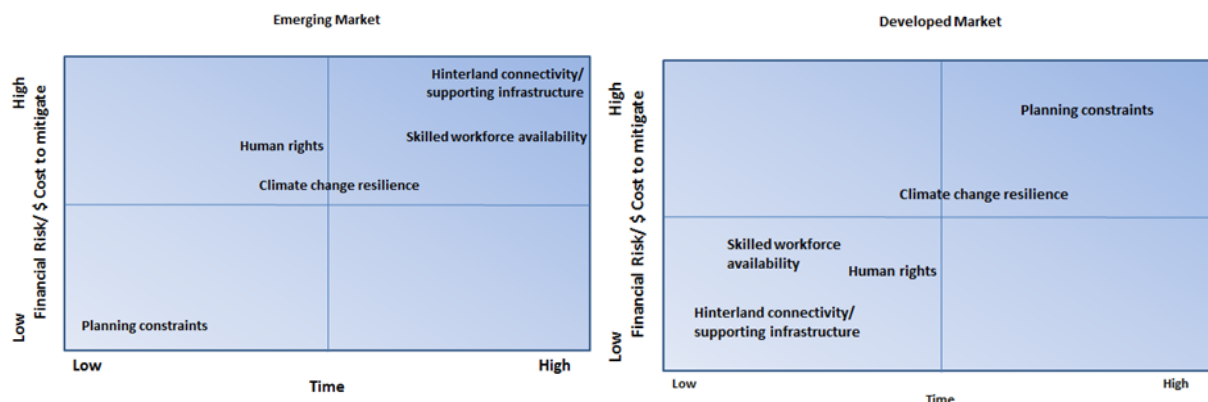 Emerging Market
High
Financial Risk/ $ Cost to mitigate
Low
Hinterland connectivity/
supporting infrastructure
Skilled workforce availability
Human rights
Climate change resilience
Planning constraints
Low
High
Time
Developed Market
High
Financial Risk/ $ Cost to mitigate
Low
Planning constraints
Climate change resilience
Skilled workforce
availability
Human rights
Hinterland connectivity/
supporting infrastructure
Low
High
Time